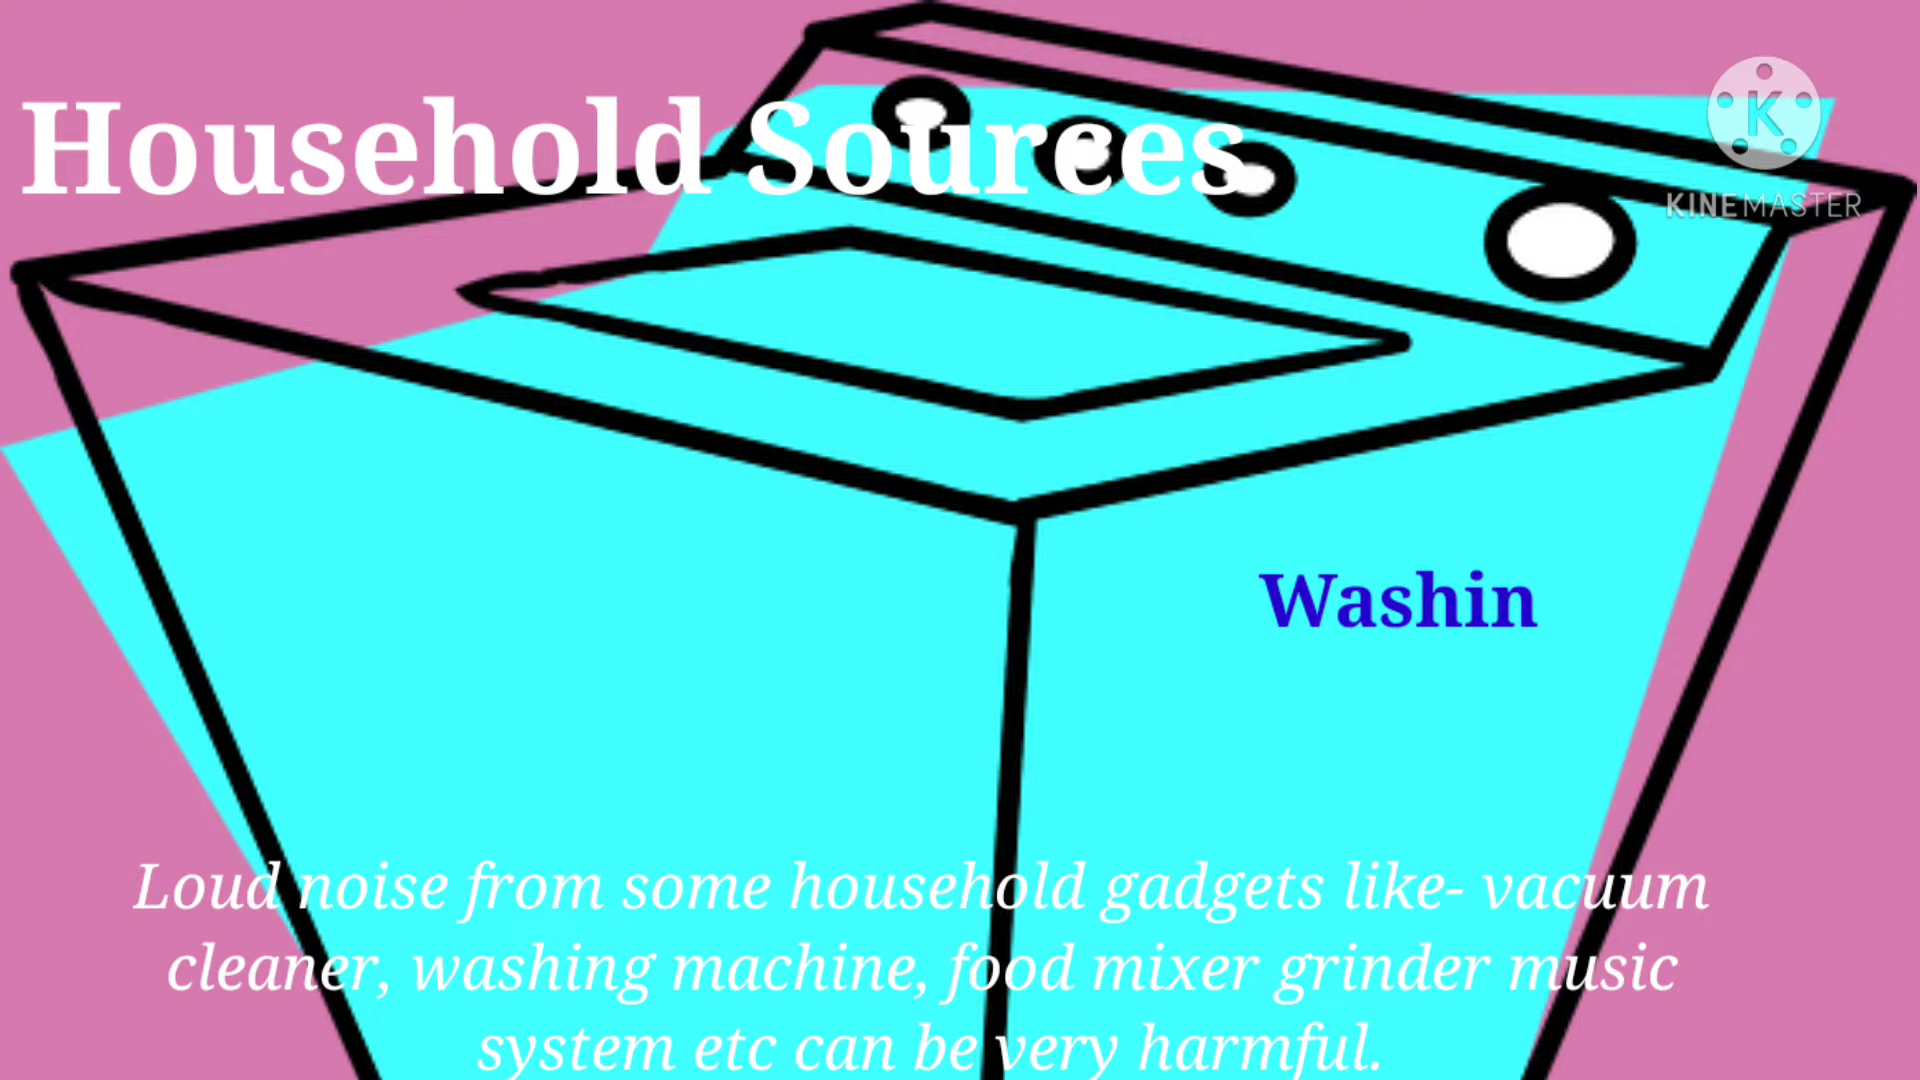 Household Sources
K
KINEMASTER
Washin
Loud noise from some household gadgets like- vacuum
cleaner, washing machine, food mixer grinder music
system etc can be very harmful.